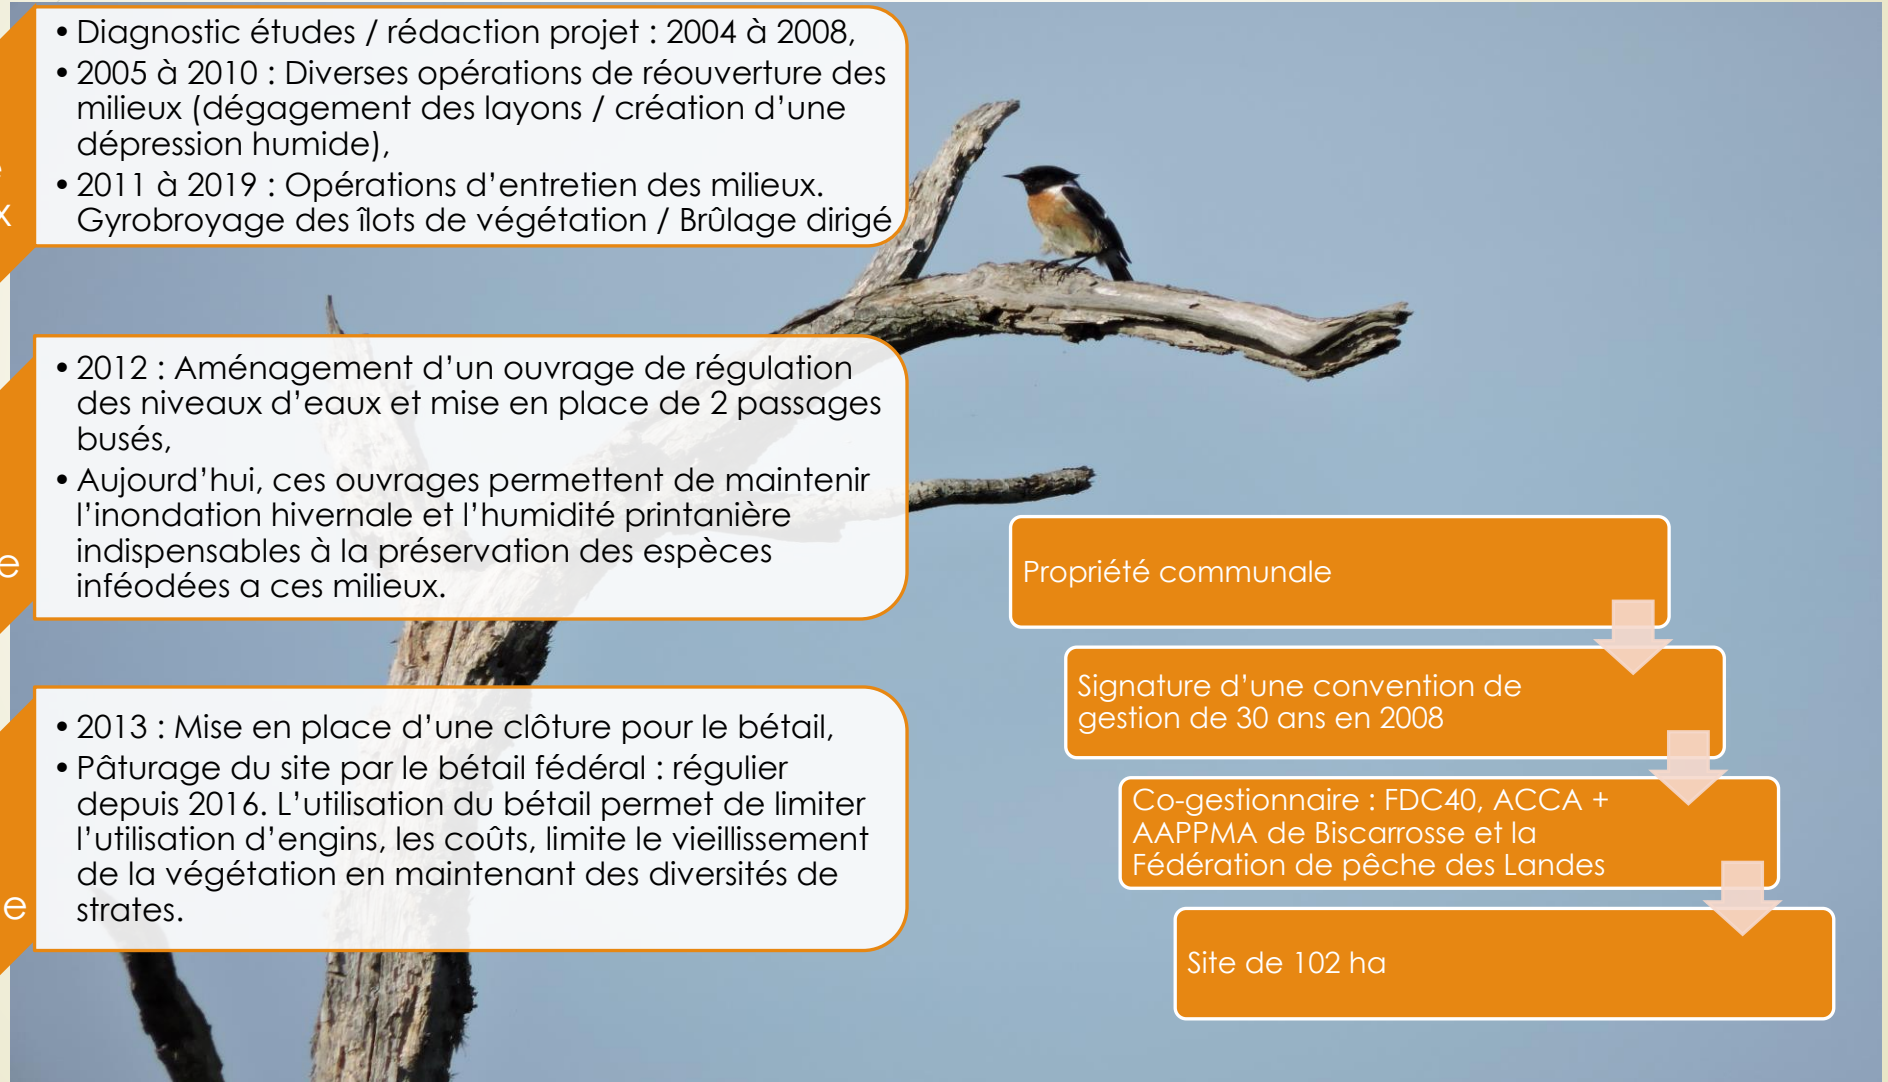 • Diagnostic études / rédaction projet : 2004 à 2008,
• 2005 à 2010 : Diverses opérations de réouverture des
milieux (dégagement des layons / création d’une
dépression humide),
• 2011 à 2019 : Opérations d’entretien des milieux.
Gyrobroyage des îlots de végétation / Brûlage dirigé
• 2012 : Aménagement d’un ouvrage de régulation
des niveaux d’eaux et mise en place de 2 passages
busés,
• Aujourd’hui, ces ouvrages permettent de maintenir
l’inondation hivernale et l’humidité printanière
indispensables à la préservation des espèces
inféodées a ces milieux.
• 2013 : Mise en place d’une clôture pour le bétail,
• Pâturage du site par le bétail fédéral : régulier
depuis 2016. L’utilisation du bétail permet de limiter
l’utilisation d’engins, les coûts, limite le vieillissement
de la végétation en maintenant des diversités de
strates.
Propriété communale
Signature d’une convention de
gestion de 30 ans en 2008
Co-gestionnaire : FDC40, ACCA +
AAPPMA de Biscarrosse et la
Fédération de pêche des Landes
Site de 102 ha